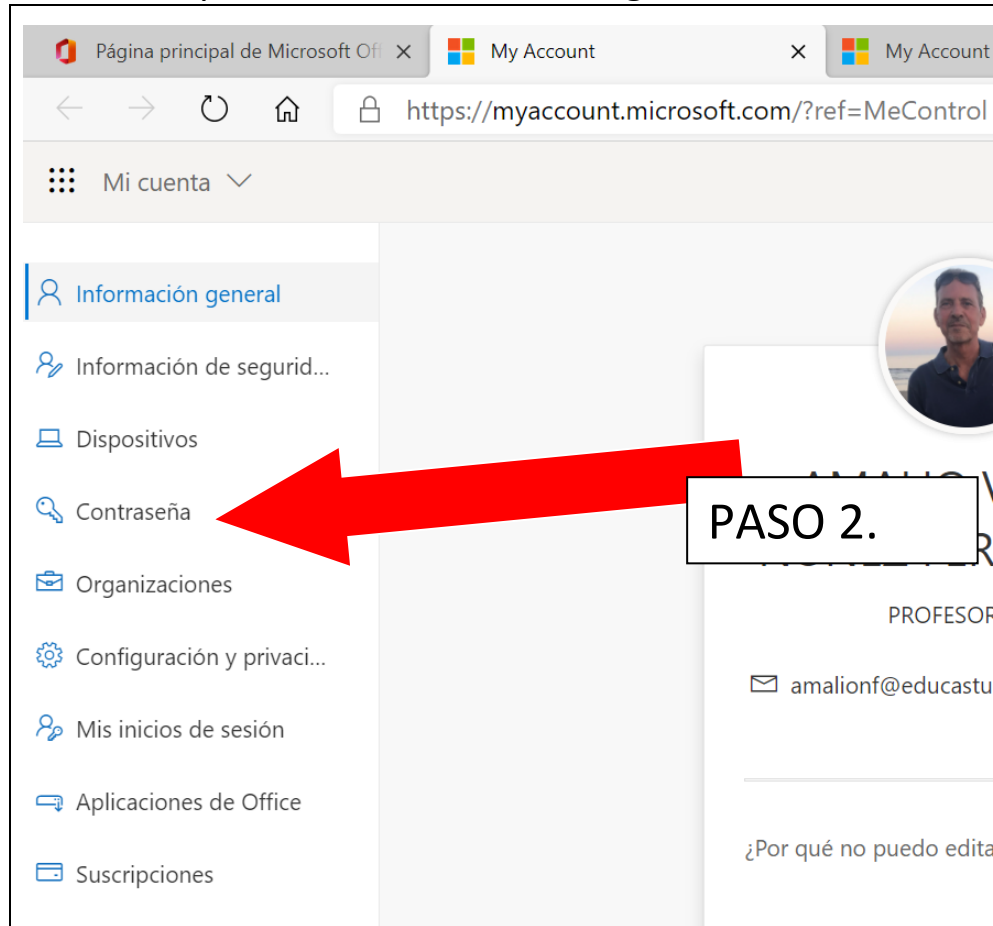 Página principal de Microsoft Off
My Account
My Account
https://myaccount.microsoft.com/?ref=MeControl
Mi cuenta
Información general
Información de segurid...
Dispositivos
Contraseña
Organizaciones
Configuración y privaci...
Mis inicios de sesión
Aplicaciones de Office
Suscripciones
PASO 2.
PROFESOR
amalionf@educastu
¿Por qué no puedo edita